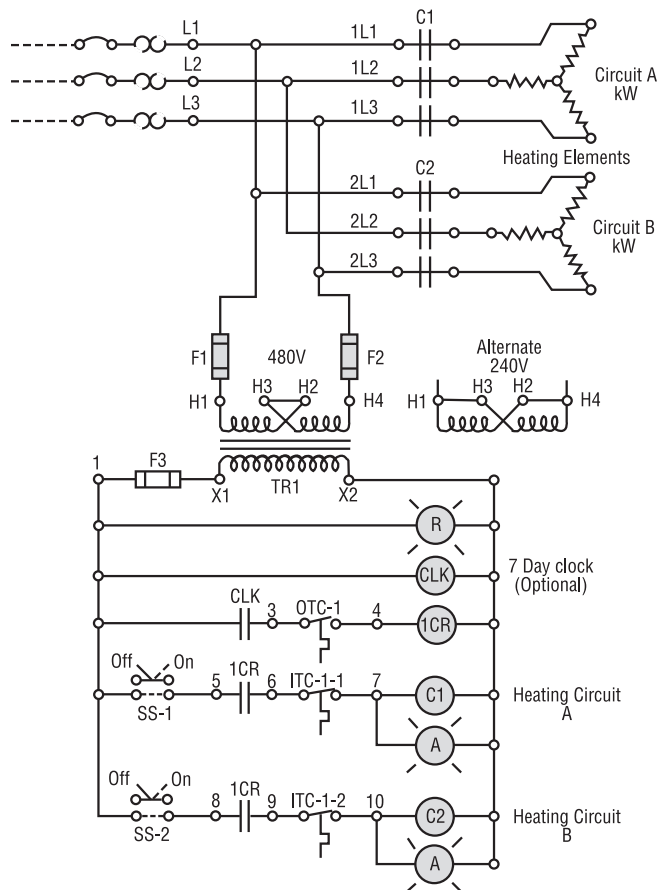 L1
1L1
C1
L2
1L2
Circuit A
kW
L3
1L3
Heating Elements
2L1
C2
2L2
Circuit B
kW
2L3
F1
480V
F2
Alternate
240V
H1
H3
H2
H4
H1
H3
H2
H4
1
F3
X1
TR1
X2
R
CLK
7 Day clock
(Optional)
CLK
3
OTC-1
4
1CR
Off
On
SS-1
5
1CR
6
ITC-1-1
7
C1
Heating Circuit
A
A
Off
On
SS-2
8
1CR
9
ITC-1-2
10
C2
Heating Circuit
B
A